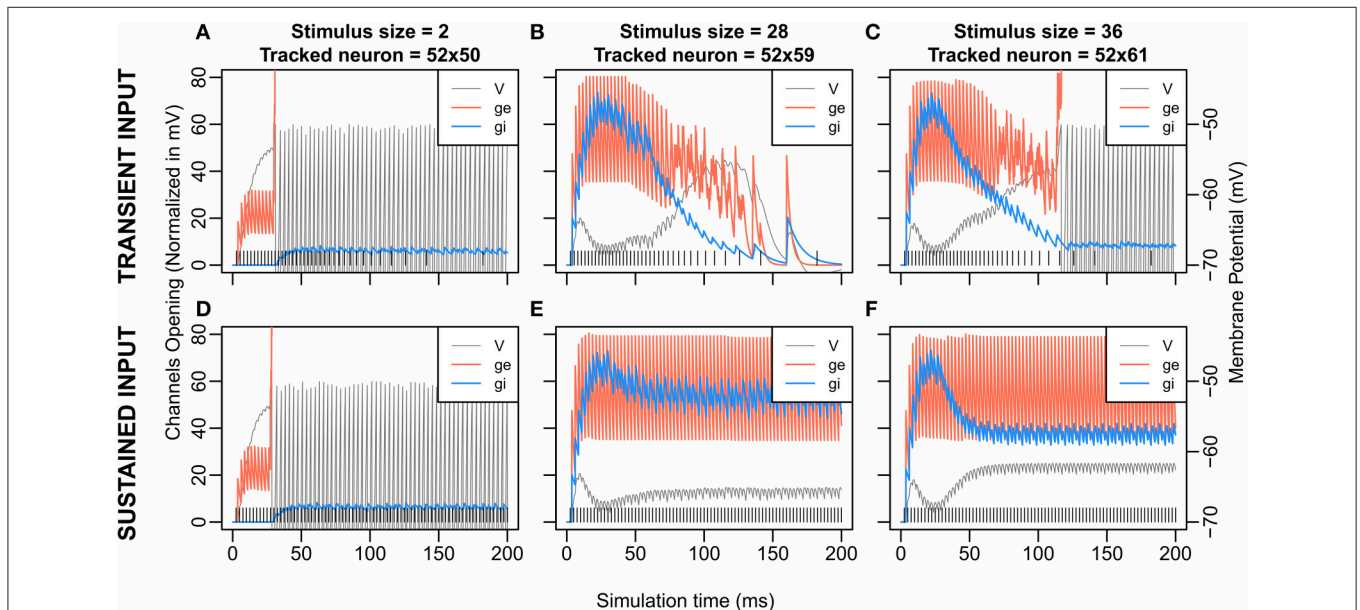 A
Stimulus size = 2
Tracked neuron = 52x50
B
Stimulus size = 28
Tracked neuron = 52x59
C
Stimulus size = 36
Tracked neuron = 52x61
TRANSIENT INPUT
SUSTAINED INPUT
Channels Opening (Normalized in mV)
80
60
40
20
0
V
ge
gi
V
ge
gi
V
ge
gi
−50
−60
−70
Membrane Potential (mV)
D
E
F
80
60
40
20
0
V
ge
gi
V
ge
gi
V
ge
gi
−50
−60
−70
0 50 100 150 200
0 50 100 150 200
0 50 100 150 200
Simulation time (ms)